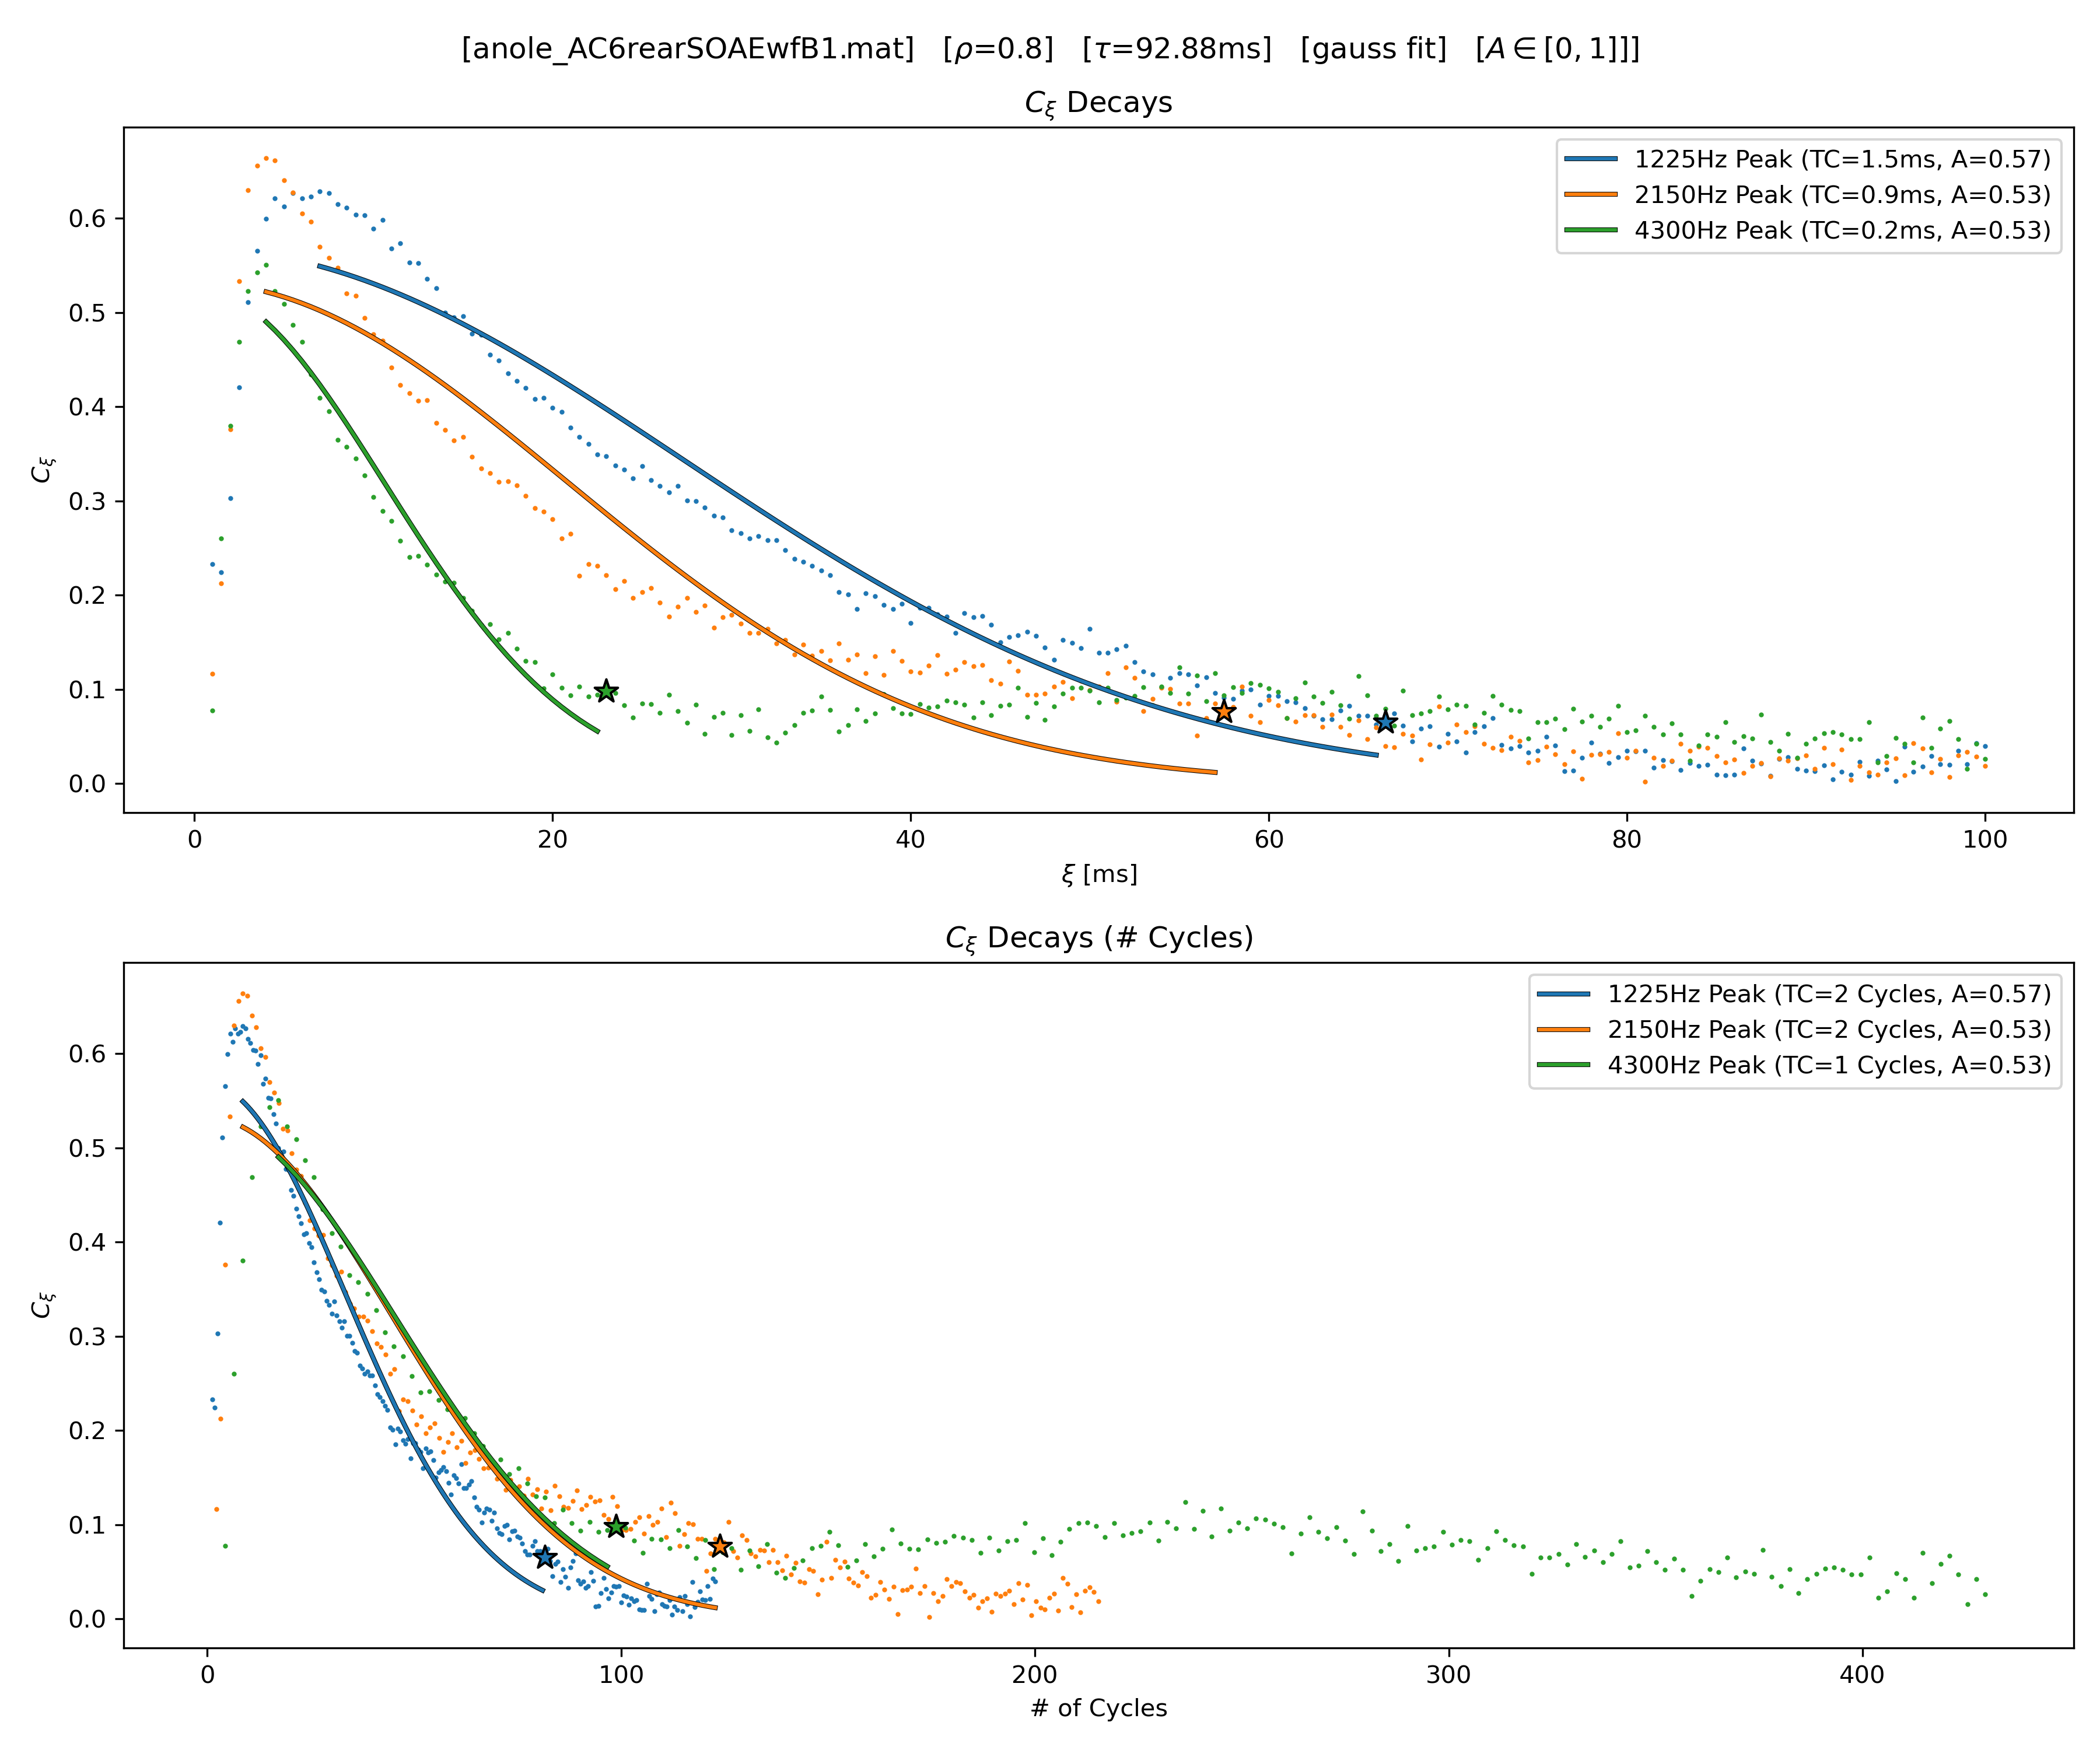 [anole_AC6rearSOAEwfB1.mat]   [ρ=0.8]   [τ=92.88ms]   [gauss fit]   [A ∈ [0, 1]]]
C_ξ Decays
1225Hz Peak (TC=1.5ms, A=0.57)
2150Hz Peak (TC=0.9ms, A=0.53)
4300Hz Peak (TC=0.2ms, A=0.53)
0.6
0.5
0.4
0.3
0.2
0.1
0.0
C_ξ
0 20 40 60 80 100
ξ [ms]
C_ξ Decays (# Cycles)
1225Hz Peak (TC=2 Cycles, A=0.57)
2150Hz Peak (TC=2 Cycles, A=0.53)
4300Hz Peak (TC=1 Cycles, A=0.53)
0.6
0.5
0.4
0.3
0.2
0.1
0.0
C_ξ
0 100 200 300 400
# of Cycles